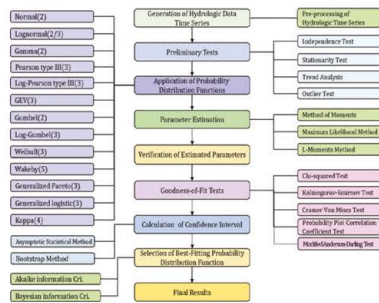 Normal(2)
Lognormal(2/3)
Gamma(2)
Pearson type III(3)
Log-Pearson type III(3)
GEV(3)
Gumbel(2)
Log-Gumbel(3)
Weibull(3)
Wakeby(5)
Generalized Pareto(3)
Generalized logistic(3)
Kappa(4)
Asymptotic Statistical Method
Bootstrap Method
Akaike information Cri.
Bayesian information Cri.
Generation of Hydrologic Data
Time Series
Preliminary Tests
Application of Probability
Distribution Functions
Parameter Estimation
Verification of Estimated Parameters
Goodness-of-Fit Tests
Calculation of Confidence Interval
Selection of Best-Fitting Probability
Distribution Function
Final Results
Pre-processing of
Hydrologic Time Series
Independence Test
Stationarity Test
Trend Analysis
Outlier Test
Method of Moments
Maximum Likelihood Method
L-Moments Method
Chi-squared Test
Kolmogorov-Smirnov Test
Cramer Von Mises Test
Probability Plot Correlation
Coefficient Test
Modified Anderson-Darling Test